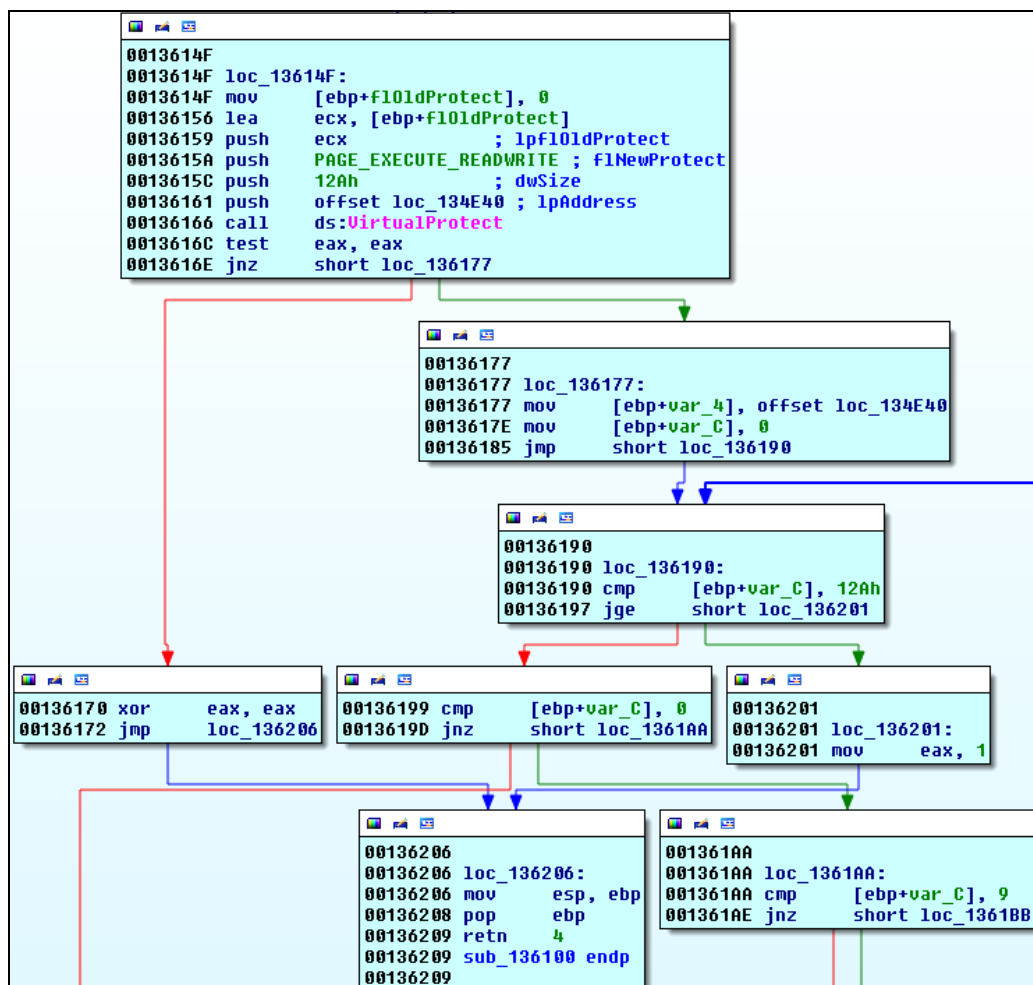 0013614F
0013614F loc_13614F:
0013614F mov [ebp+flOldProtect], 0
00136156 lea ecx, [ebp+flOldProtect]
00136159 push ecx ; lpflOldProtect
0013615A push PAGE_EXECUTE_READWRITE ; flNewProtect
0013615C push 12Ah ; dwSize
00136161 push offset loc_134E40 ; lpAddress
00136166 call ds:VirtualProtect
0013616C test eax, eax
0013616E jnz short loc_136177
00136177
00136177 loc_136177:
00136177 mov [ebp+var_4], offset loc_134E40
0013617E mov [ebp+var_C], 0
00136185 jmp short loc_136190
00136190
00136190 loc_136190:
00136190 cmp [ebp+var_C], 12Ah
00136197 jge short loc_136201
00136170 xor eax, eax
00136172 jmp loc_136206
00136199 cmp [ebp+var_C], 0
0013619D jnz short loc_1361AA
00136201
00136201 loc_136201:
00136201 mov eax, 1
00136206
00136206 loc_136206:
00136206 mov esp, ebp
00136208 pop ebp
00136209 retn 4
00136209 sub_136100 endp
00136209
001361AA
001361AA loc_1361AA:
001361AA cmp [ebp+var_C], 9
001361AE jnz short loc_1361BB